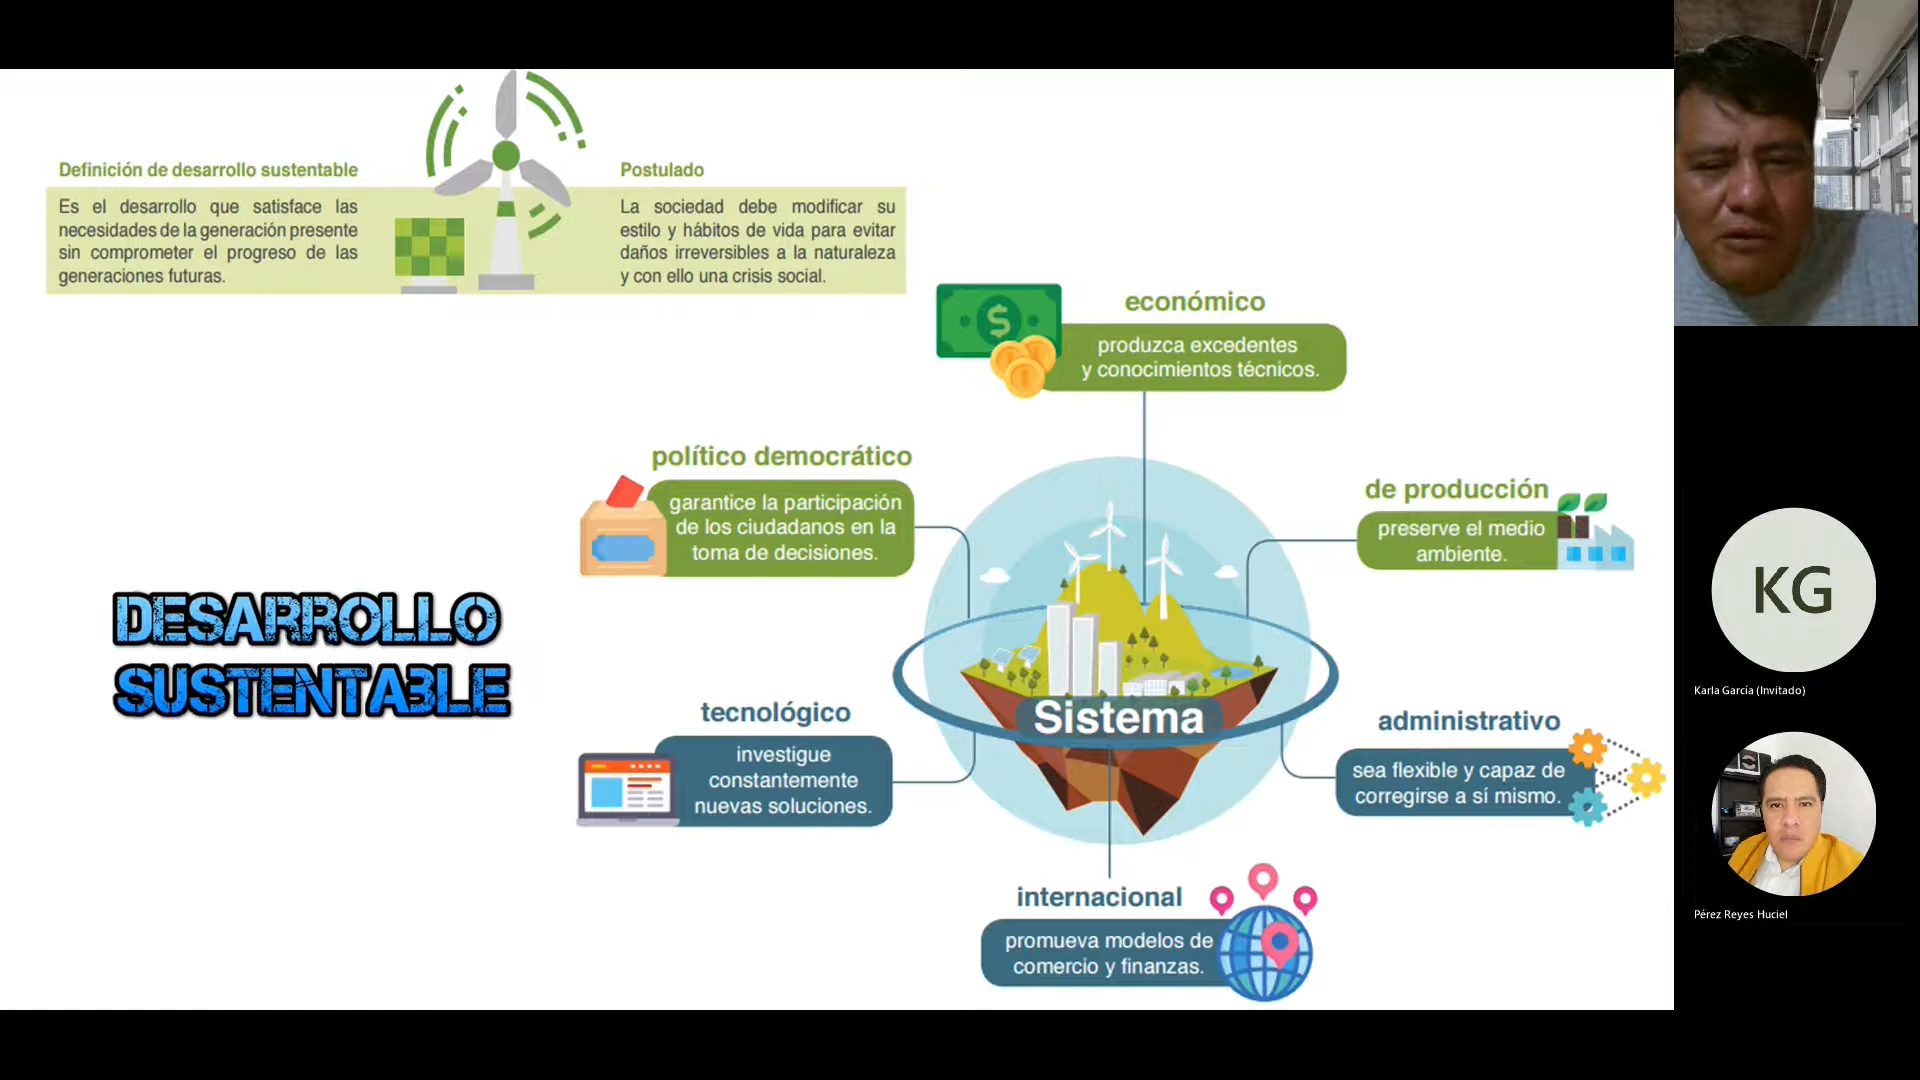 Definición de desarrollo sustentable
Es el desarrollo que satisface las
necesidades de la generación presente
sin comprometer el progreso de las
generaciones futuras.
Postulado
La sociedad debe modificar su
estilo y hábitos de vida para evitar
daños irreversibles a la naturaleza
y con ello una crisis social.
económico
$
produzca excedentes
y conocimientos técnicos.
político democrático
garantice la participación
de los ciudadanos en la
toma de decisiones.
de producción
preserve el medio
ambiente.
DESARROLLO
SUSTENTABLE
Sistema
tecnológico
investigue
constantemente
nuevas soluciones.
administrativo
sea flexible y capaz de
corregirse a sí mismo.
internacional
promueva modelos de
comercio y finanzas.
KG
Karla García (Invitado)
Pérez Reyes Huciel